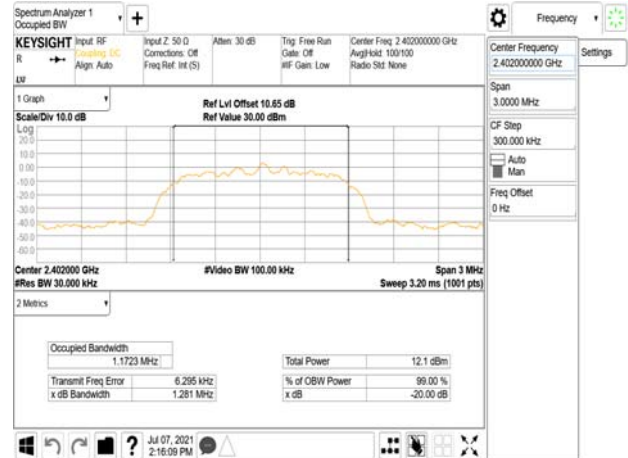 Spectrum Analyzer 1
Occupied BW
Frequency
KEYSIGHT
R
LXI
Input: RF
Coupling: DC
Align: Auto
Input Z: 50 Ω
Corrections: Off
Freq Ref: Int (S)
Atten: 30 dB
Trig: Free Run
Gate: Off
#IF Gain: Low
Center Freq: 2.402000000 GHz
Avg|Hold: 100/100
Radio Std: None
Center Frequency
2.402000000 GHz
Settings
Span
3.0000 MHz
CF Step
300.000 kHz
Auto
Man
Freq Offset
0 Hz
1 Graph
Scale/Div 10.0 dB
Ref Lvl Offset 10.65 dB
Ref Value 30.00 dBm
Log
20.0
10.0
0.00
-10.0
-20.0
-30.0
-40.0
-50.0
-60.0
Center 2.402000 GHz
#Res BW 30.000 kHz
#Video BW 100.00 kHz
Span 3 MHz
Sweep 3.20 ms (1001 pts)
2 Metrics
Occupied Bandwidth
1.1723 MHz
Total Power 12.1 dBm
Transmit Freq Error 6.295 kHz
% of OBW Power 99.00 %
x dB Bandwidth 1.281 MHz
x dB -20.00 dB
?
Jul 07, 2021
2:16:09 PM